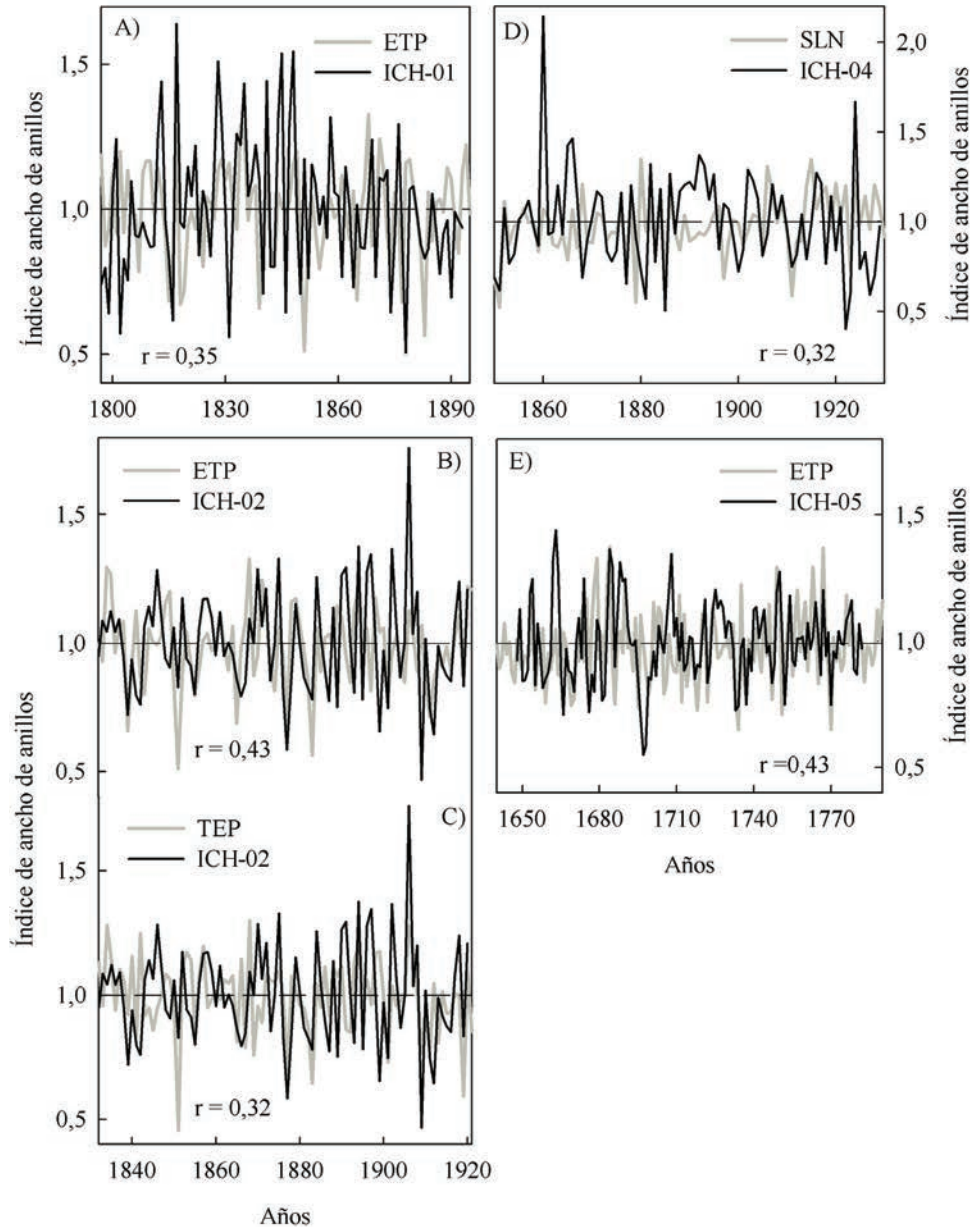 A)
ETP
ICH-01
Índice de ancho de anillos
1,5
1,0
0,5
r = 0,35
1800 1830 1860 1890
D)
SLN
ICH-04
2,0
1,5
1,0
0,5
Índice de ancho de anillos
r = 0,32
1860 1880 1900 1920
B)
ETP
ICH-02
1,5
1,0
0,5
r = 0,43
C)
TEP
ICH-02
Índice de ancho de anillos
1,5
1,0
0,5
r = 0,32
1840 1860 1880 1900 1920
Años
E)
ETP
ICH-05
1,5
1,0
0,5
Índice de ancho de anillos
r =0,43
1650 1680 1710 1740 1770
Años